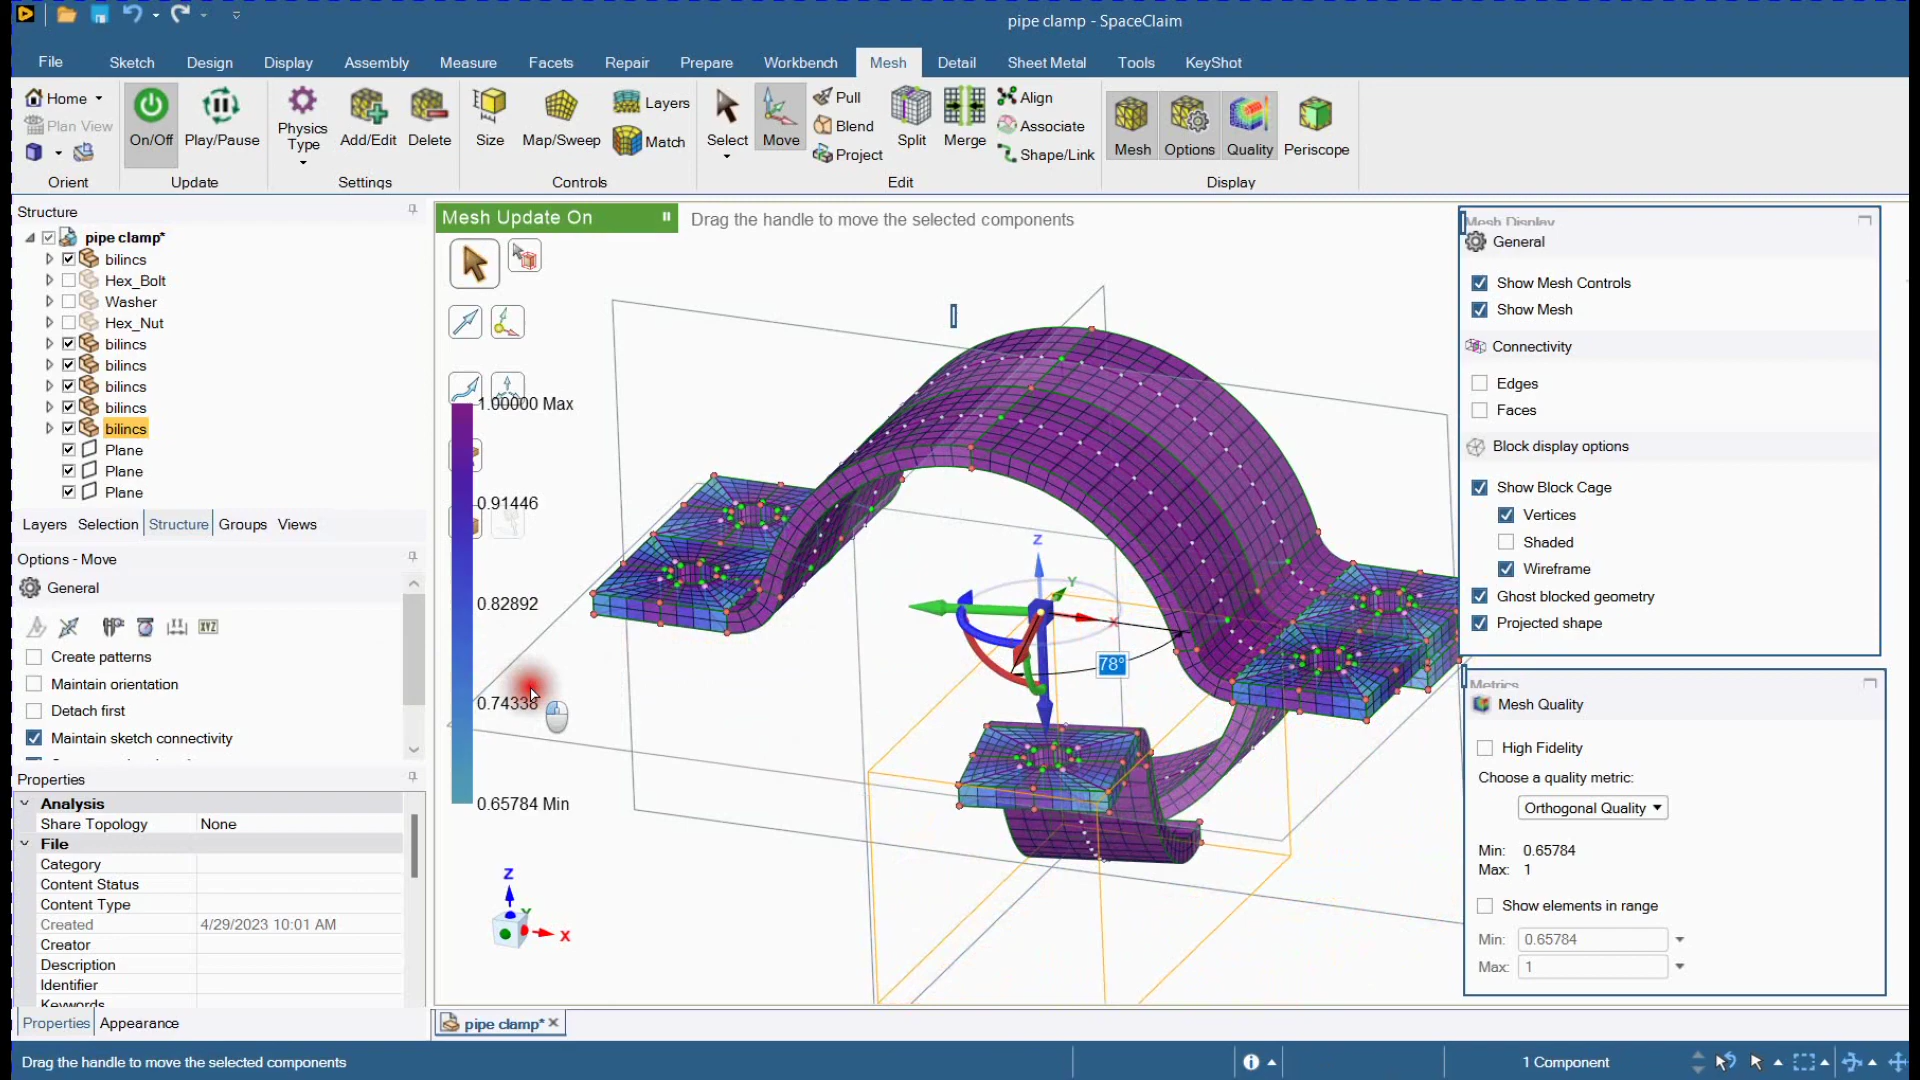 pipe clamp - SpaceClaim
File Sketch Design Display Assembly Measure Facets Repair Prepare Workbench Mesh Detail Sheet Metal Tools KeyShot
Home
Plan View
Orient
On/Off
Play/Pause
Update
Physics Type
Add/Edit
Delete
Settings
Size
Map/Sweep
Layers
Match
Controls
Select
Move
Pull
Blend
Project
Split
Merge
Align
Associate
Shape/Link
Edit
Mesh
Options
Quality
Periscope
Display
Structure
pipe clamp*
bilincs
Hex_Bolt
Washer
Hex_Nut
bilincs
bilincs
bilincs
bilincs
bilincs
Plane
Plane
Plane
Layers Selection Structure Groups Views
Options - Move
General
XYZ
Create patterns
Maintain orientation
Detach first
Maintain sketch connectivity
Properties
Analysis
Share Topology None
File
Category
Content Status
Content Type
Created 4/29/2023 10:01 AM
Creator
Description
Identifier
Keywords
Properties Appearance
Mesh Update On
Drag the handle to move the selected components
1.00000 Max
0.91446
0.82892
0.74338
0.65784 Min
Z
Y
X
78°
Z
Y
X
pipe clamp*
Mesh Display
General
Show Mesh Controls
Show Mesh
Connectivity
Edges
Faces
Block display options
Show Block Cage
Vertices
Shaded
Wireframe
Ghost blocked geometry
Projected shape
Metrics
Mesh Quality
High Fidelity
Choose a quality metric:
Orthogonal Quality
Min: 0.65784
Max: 1
Show elements in range
Min: 0.65784
Max: 1
Drag the handle to move the selected components
1 Component